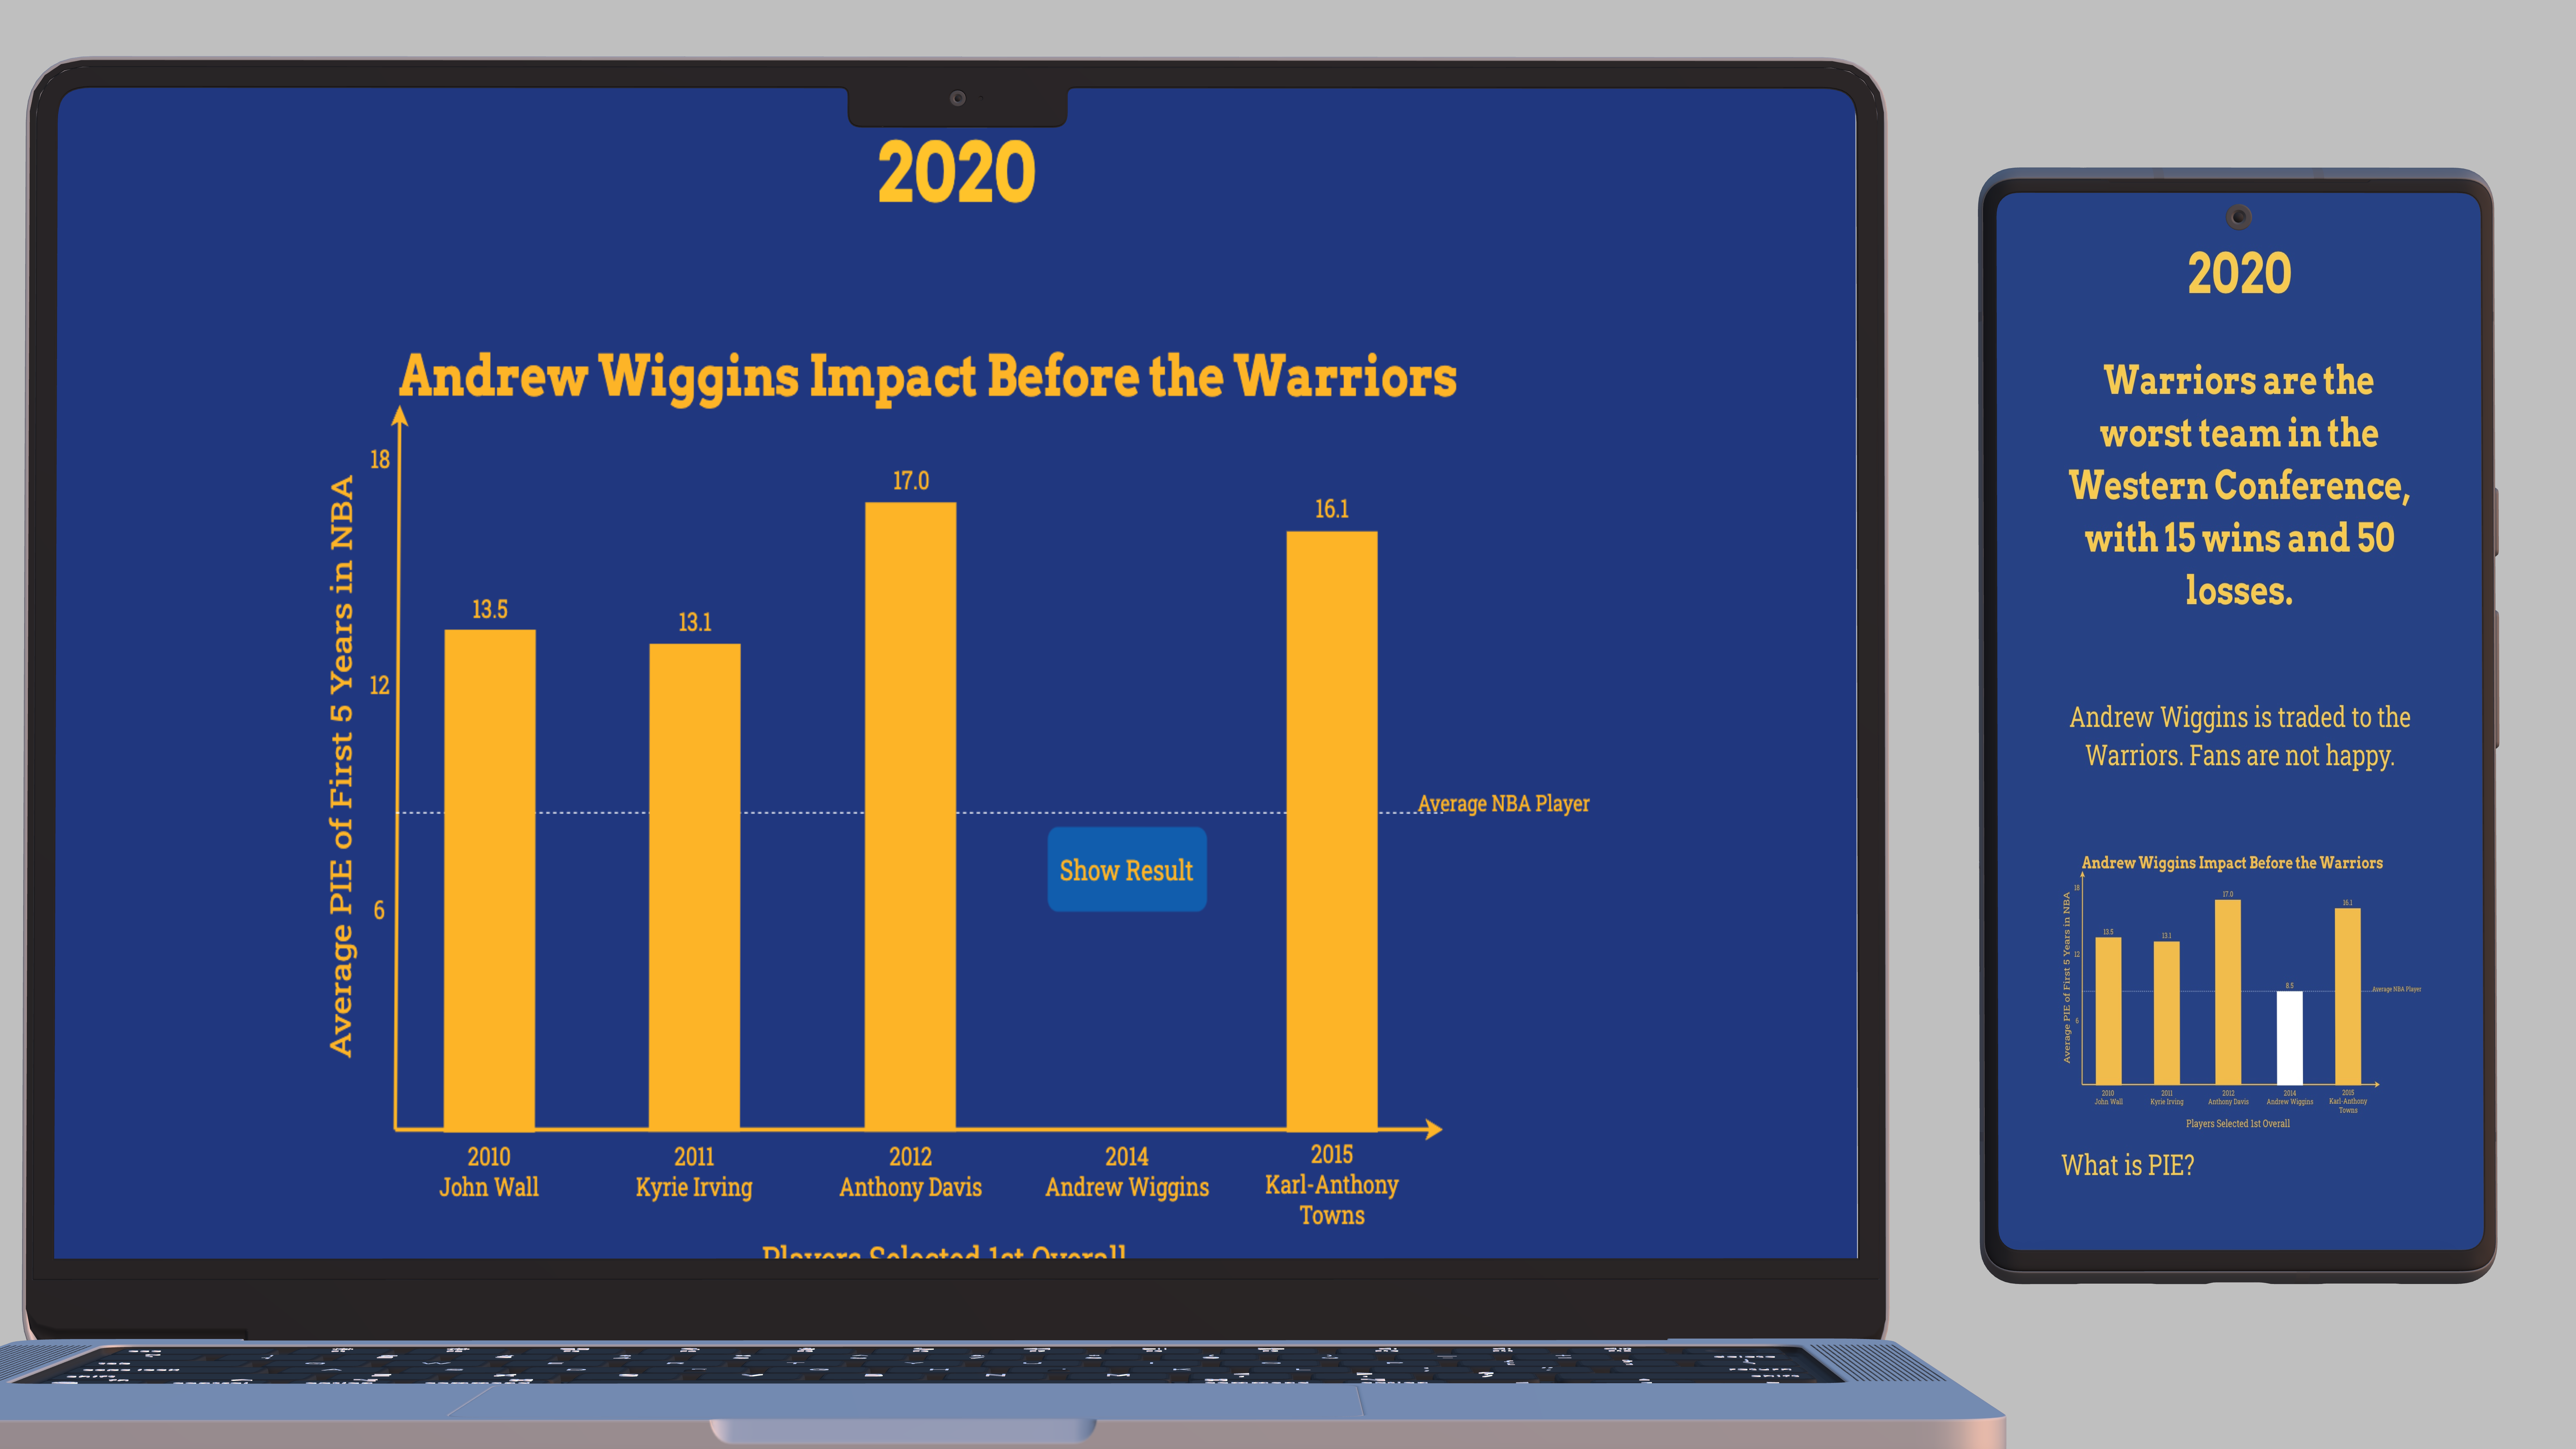 2020
Andrew Wiggins Impact Before the Warriors
18
12
6
Average PIE of First 5 Years in NBA
13.5
13.1
17.0
16.1
Average NBA Player
Show Result
2010
John Wall
2011
Kyrie Irving
2012
Anthony Davis
2014
Andrew Wiggins
2015
Karl-Anthony
Towns
Players Selected 1st Overall
2020
Warriors are the
worst team in the
Western Conference,
with 15 wins and 50
losses.
Andrew Wiggins is traded to the
Warriors. Fans are not happy.
Andrew Wiggins Impact Before the Warriors
18
12
6
Average PIE of First 5 Years in NBA
13.5
13.1
17.0
8.5
16.1
Average NBA Player
2010
John Wall
2011
Kyrie Irving
2012
Anthony Davis
2014
Andrew Wiggins
2015
Karl-Anthony
Towns
Players Selected 1st Overall
What is PIE?